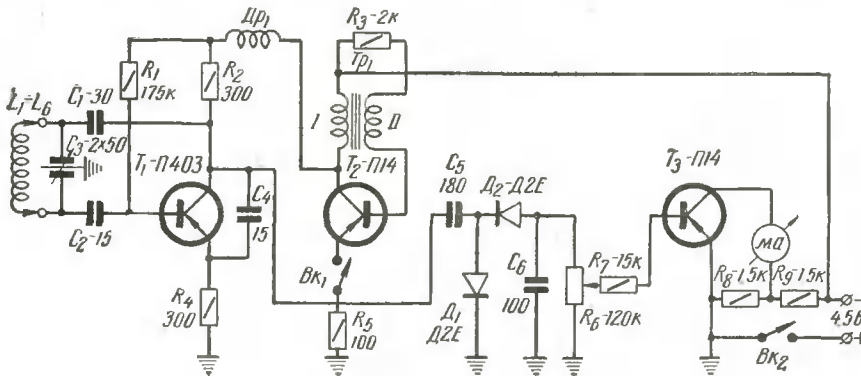 Др₁
R₃-2к
Тр₁
R₁
175к
R₂
300
L₁÷L₆
C₁-30
C₃-2×50
I
II
T₁-П403
T₂-П14
T₃-П14
C₂-15
C₄
15
C₅
180
Д₂-Д2Е
Вк₁
C₆
100
R₇-15к
ма
R₈-1.5к
R₉-1.5к
R₄
300
R₅
100
Д₁
Д2Е
R₆-120к
Вк₂
4.5В
-
+